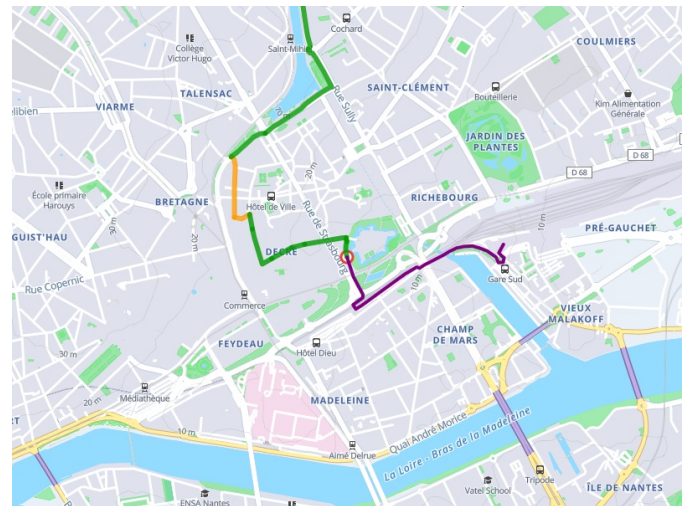 Cochard
COULMIERS
Collège
Victor Hugo
Saint-Mihiel
TALENSAC
Rue Sully
SAINT-CLÉMENT
Bouteillerie
Kim Alimentation
Générale
VIARME
70 m
JARDIN DES
PLANTES
D 68
D 68
20 m
École primaire
Harouys
BRETAGNE
Hôtel de Ville
RICHEBOURG
30 m
20 m
GUIST'HAU
DECRÉ
Rue de Strasbourg
10 m
PRÉ-GAUCHET
Rue Copernic
Commerce
10 m
Gare Sud
VIEUX
MALAKOFF
FEYDEAU
Hôtel Dieu
CHAMP
DE MARS
30 m
Médiathèque
20 m
MADELEINE
10 m
Quai André Morice
La Loire - Bras de la Madeleine
Aimé Delrue
Tripode
Vatel School
ÎLE DE NANTES
ENSA Nantes